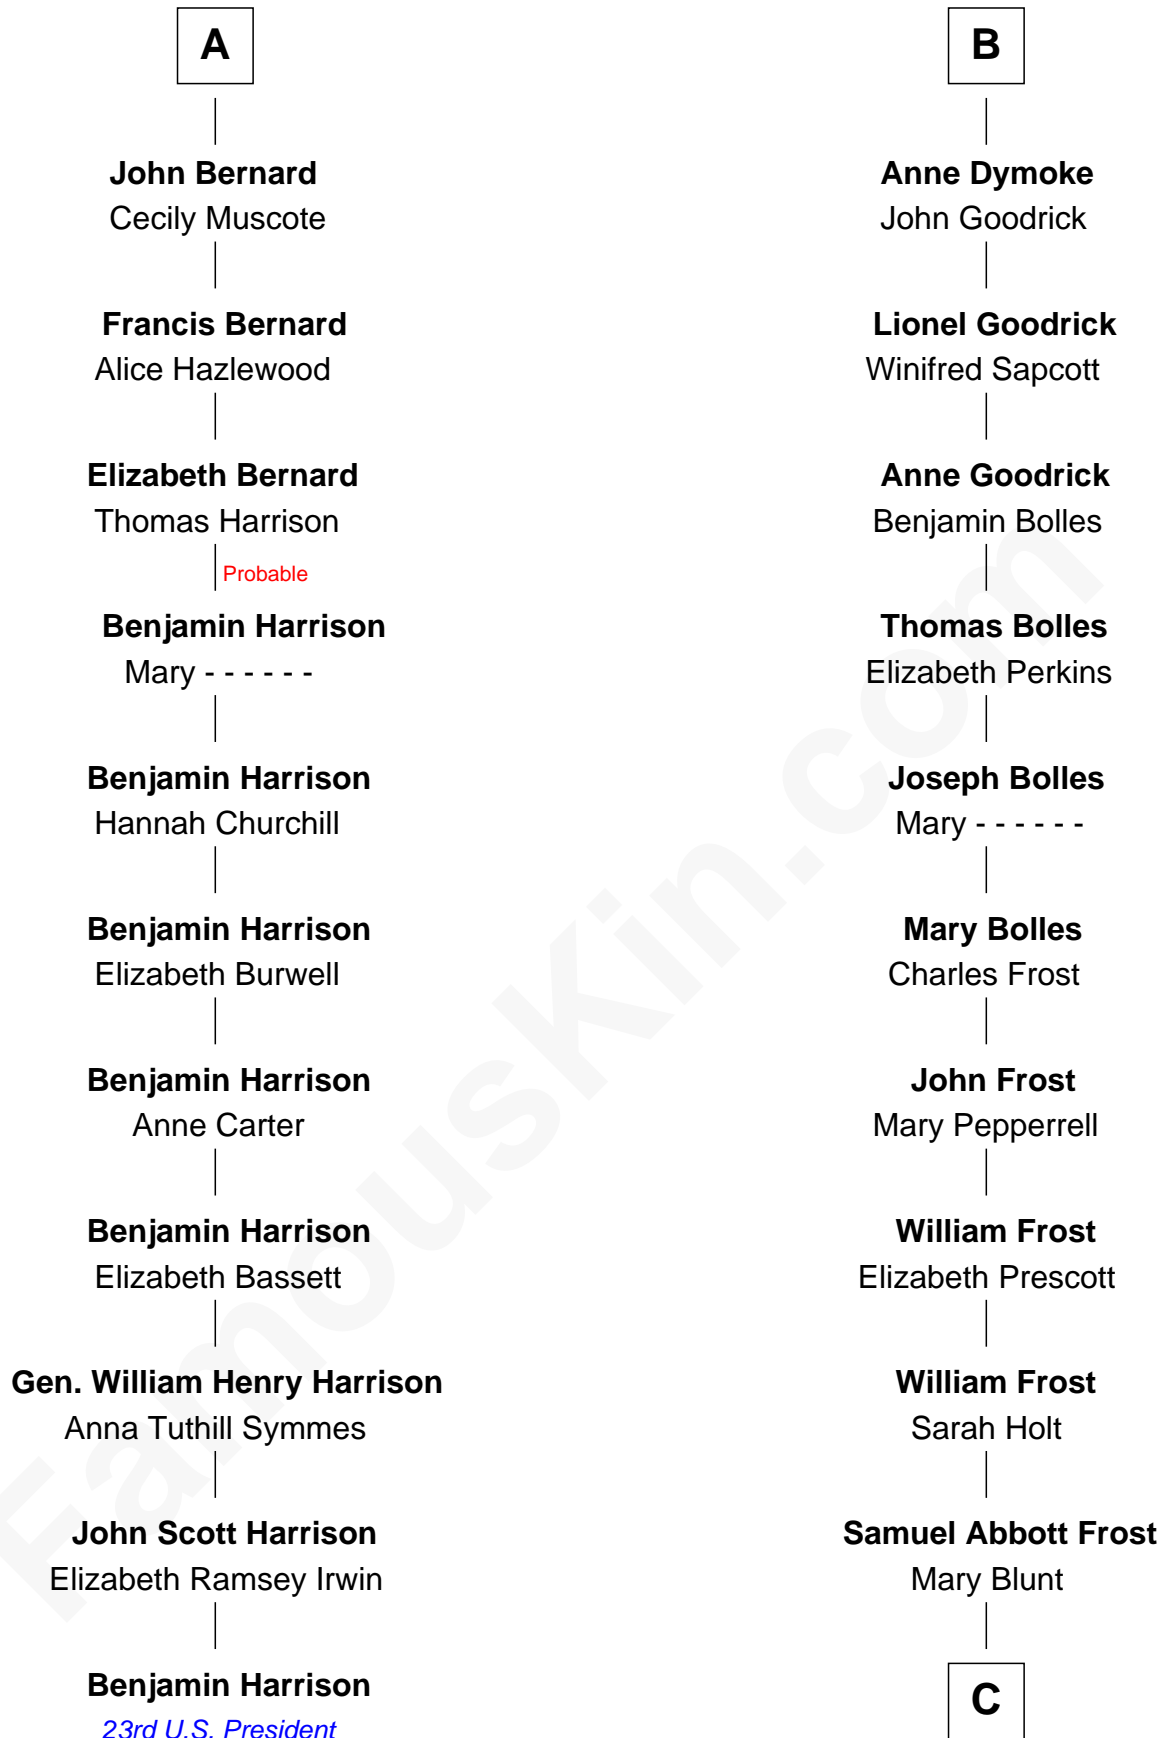 A
John Bernard
Cecily Muscote
Francis Bernard
Alice Hazlewood
Elizabeth Bernard
Thomas Harrison
Probable
Benjamin Harrison
Mary - - - - - -
Benjamin Harrison
Hannah Churchill
Benjamin Harrison
Elizabeth Burwell
Benjamin Harrison
Anne Carter
Benjamin Harrison
Elizabeth Bassett
Gen. William Henry Harrison
Anna Tuthill Symmes
John Scott Harrison
Elizabeth Ramsey Irwin
Benjamin Harrison
23rd U.S. President
B
Anne Dymoke
John Goodrick
Lionel Goodrick
Winifred Sapcott
Anne Goodrick
Benjamin Bolles
Thomas Bolles
Elizabeth Perkins
Joseph Bolles
Mary - - - - - -
Mary Bolles
Charles Frost
John Frost
Mary Pepperrell
William Frost
Elizabeth Prescott
William Frost
Sarah Holt
Samuel Abbott Frost
Mary Blunt
C
FamousKin.com